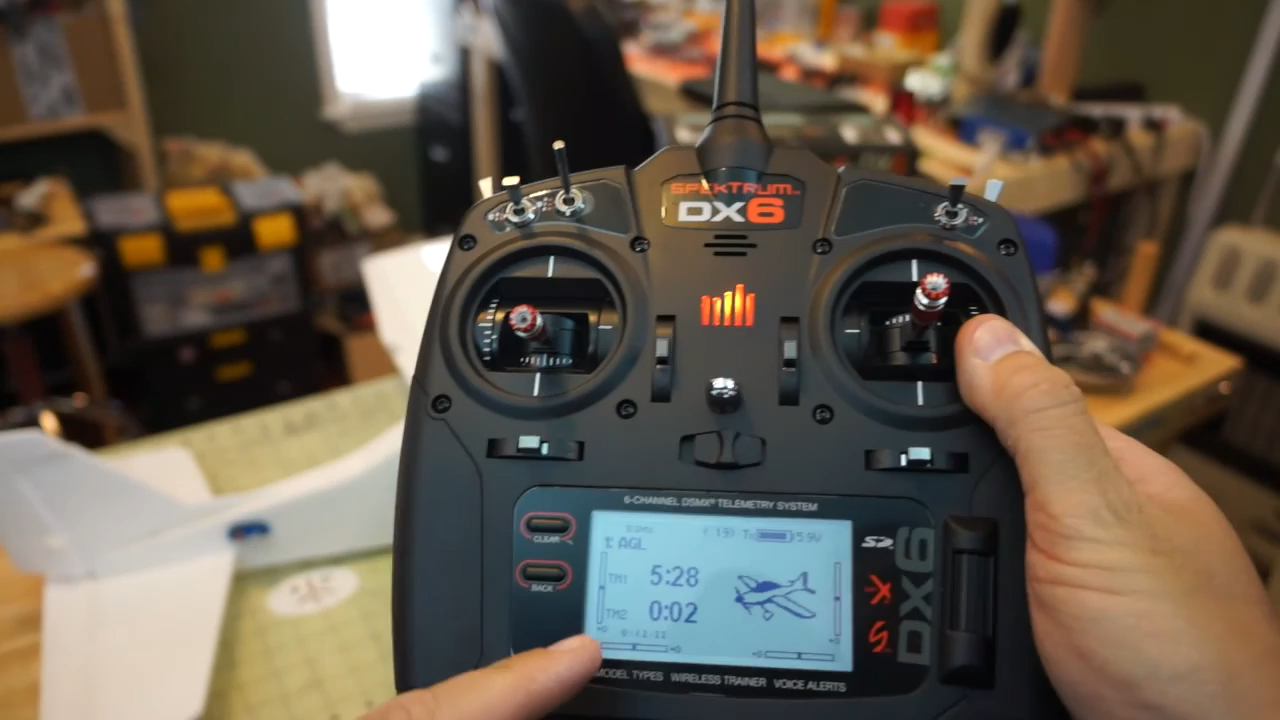 SPEKTRUM
DX6
6-CHANNEL DSMX® TELEMETRY SYSTEM
CLEAR
BACK
DSMX
5.9V
AGL
TM1 5:28
TM2 0:02
MODEL TYPES WIRELESS TRAINER VOICE ALERTS
SD
DX6